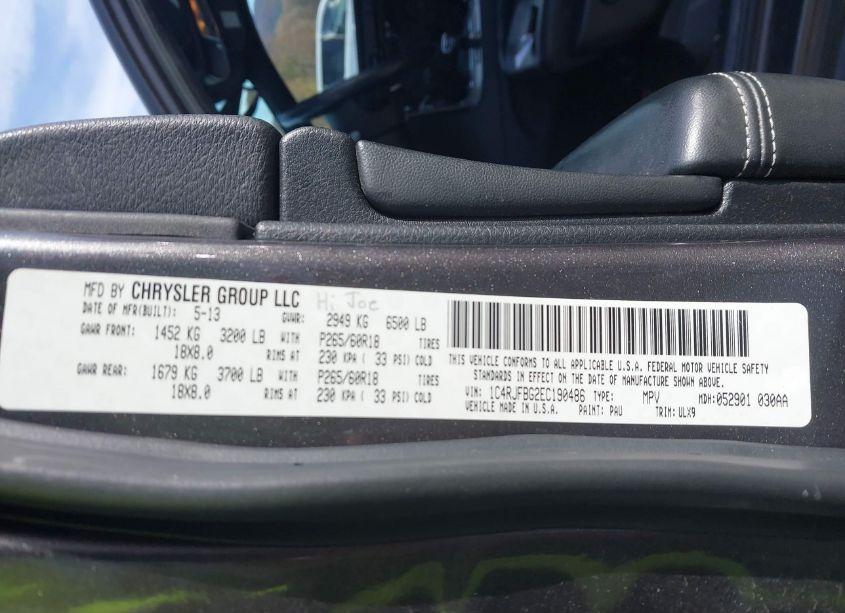 MFD BY CHRYSLER GROUP LLC Hi Joe
DATE OF MFR(BUILT): 5-13 GVWR: 2949 KG 6500 LB
GAWR FRONT: 1452 KG 3200 LB WITH P265/60R18 TIRES
18X8.0 RIMS AT 230 KPA ( 33 PSI) COLD
GAWR REAR: 1679 KG 3700 LB WITH P265/60R18 TIRES
18X8.0 RIMS AT 230 KPA ( 33 PSI) COLD
THIS VEHICLE CONFORMS TO ALL APPLICABLE U.S.A. FEDERAL MOTOR VEHICLE SAFETY
STANDARDS IN EFFECT ON THE DATE OF MANUFACTURE SHOWN ABOVE.
VIN: 1C4RJFBG2EC190486 TYPE: MPV MDH:052901 030AA
VEHICLE MADE IN U.S.A. PAINT: PAU TRIM: ULX9